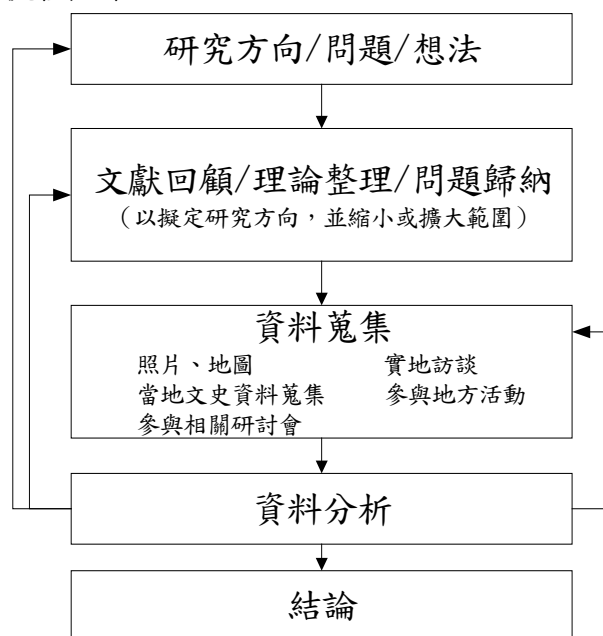 研究方向/問題/想法
文獻回顧/理論整理/問題歸納
（以擬定研究方向，並縮小或擴大範圍）
資料蒐集
照片、地圖 實地訪談
當地文史資料蒐集 參與地方活動
參與相關研討會
資料分析
結論